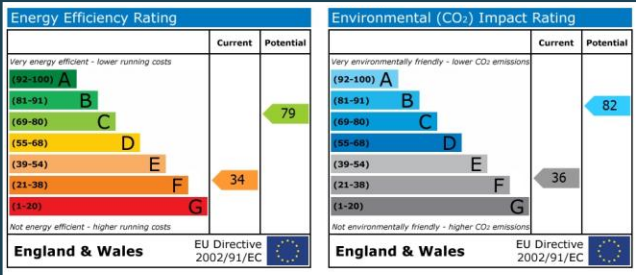 Energy Efficiency Rating
Current Potential
Very energy efficient - lower running costs
(92-100) A
(81-91) B
(69-80) C
(55-68) D
(39-54) E
(21-38) F
(1-20) G
79
34
Not energy efficient - higher running costs
England & Wales
EU Directive
2002/91/EC
Environmental (CO₂) Impact Rating
Current Potential
Very environmentally friendly - lower CO₂ emissions
(92-100) A
(81-91) B
(69-80) C
(55-68) D
(39-54) E
(21-38) F
(1-20) G
82
36
Not environmentally friendly - higher CO₂ emissions
England & Wales
EU Directive
2002/91/EC